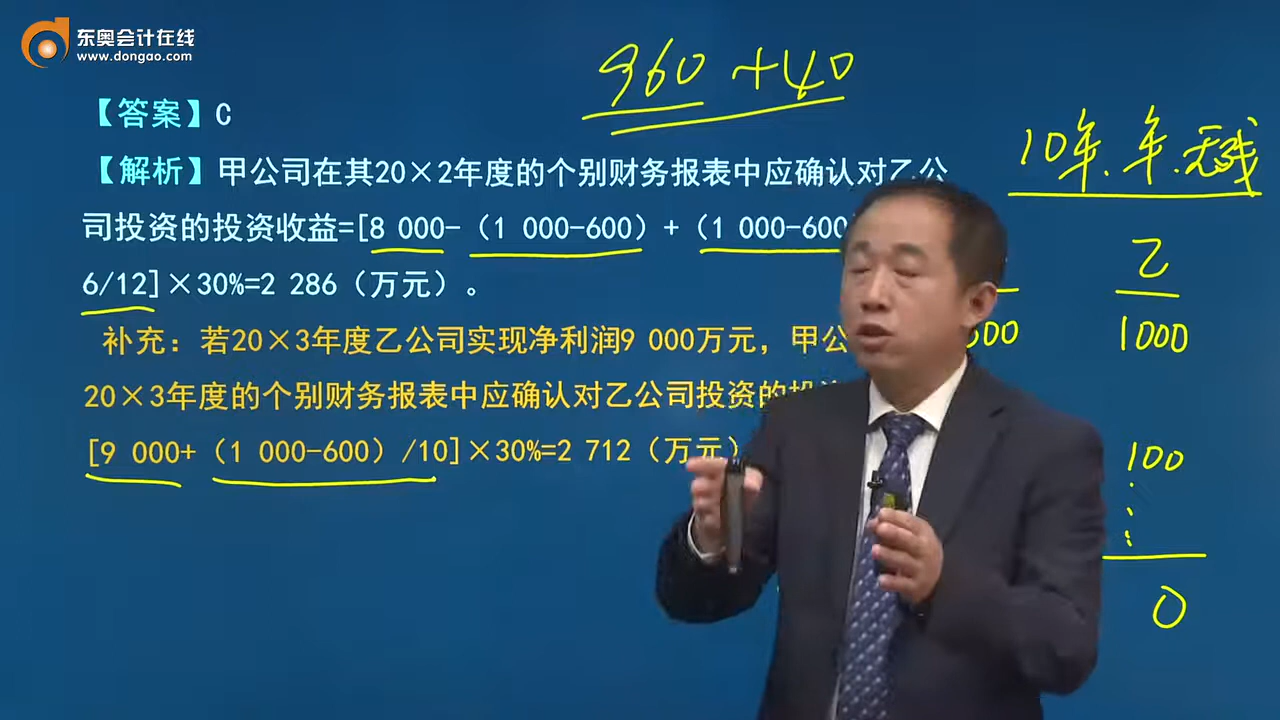 东奥会计在线
www.dongao.com
960+40
【答案】C
10年.年.无残
【解析】甲公司在其20×2年度的个别财务报表中应确认对乙公
司投资的投资收益=[8 000-（1 000-600）+（1 000-600
乙
6/12]×30%=2 286（万元）。
补充：若20×3年度乙公司实现净利润9 000万元，甲公
1000
20×3年度的个别财务报表中应确认对乙公司投资的投
[9 000+（1 000-600）/10]×30%=2 712（万元）
100
0